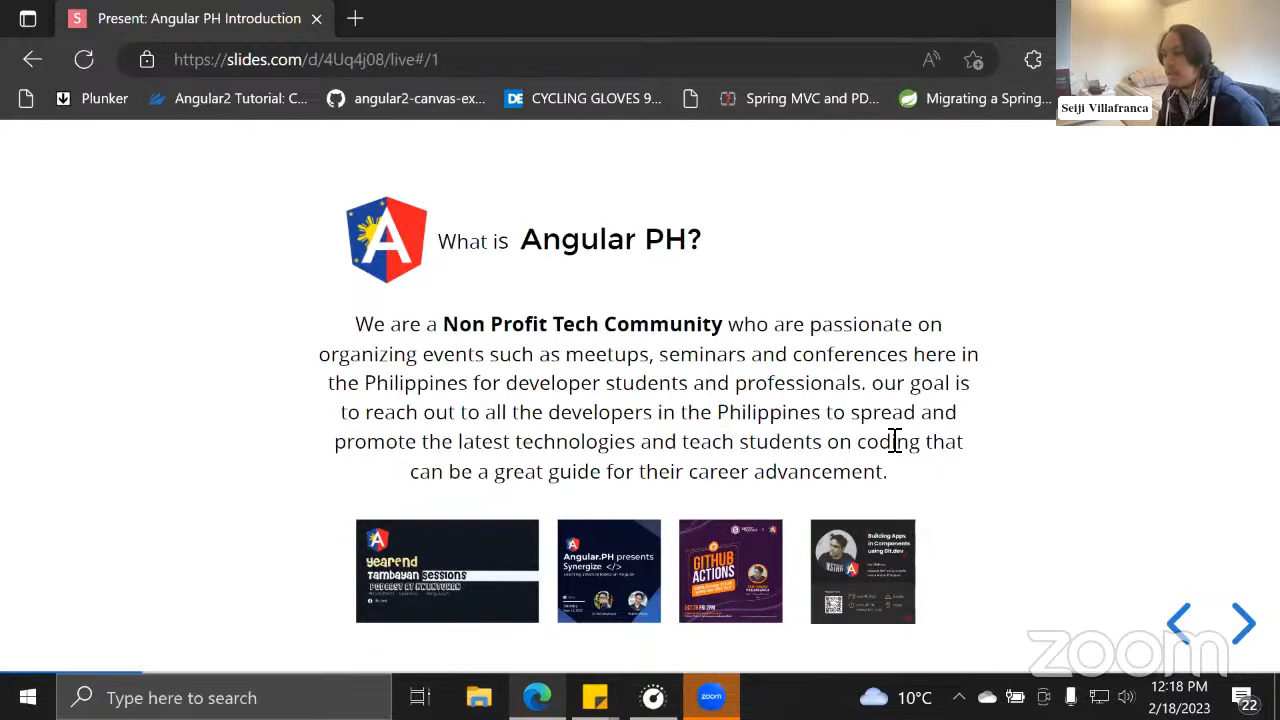 Present: Angular PH Introduction
https://slides.com/d/4Uq4j08/live#/1
Plunker
Angular2 Tutorial: C...
angular2-canvas-ex...
CYCLING GLOVES 9...
Spring MVC and PD...
Migrating a Spring...
Seiji Villafranca
What is Angular PH?
We are a Non Profit Tech Community who are passionate on
organizing events such as meetups, seminars and conferences here in
the Philippines for developer students and professionals. our goal is
to reach out to all the developers in the Philippines to spread and
promote the latest technologies and teach students on coding that
can be a great guide for their career advancement.
Yearend
Tambayan Sessions
Angular.PH presents
Synergize </>
GITHUB
ACTIONS
Building Apps
in Components
using Bit.dev
zoom
Type here to search
zoom
10°C
12:18 PM
2/18/2023
22